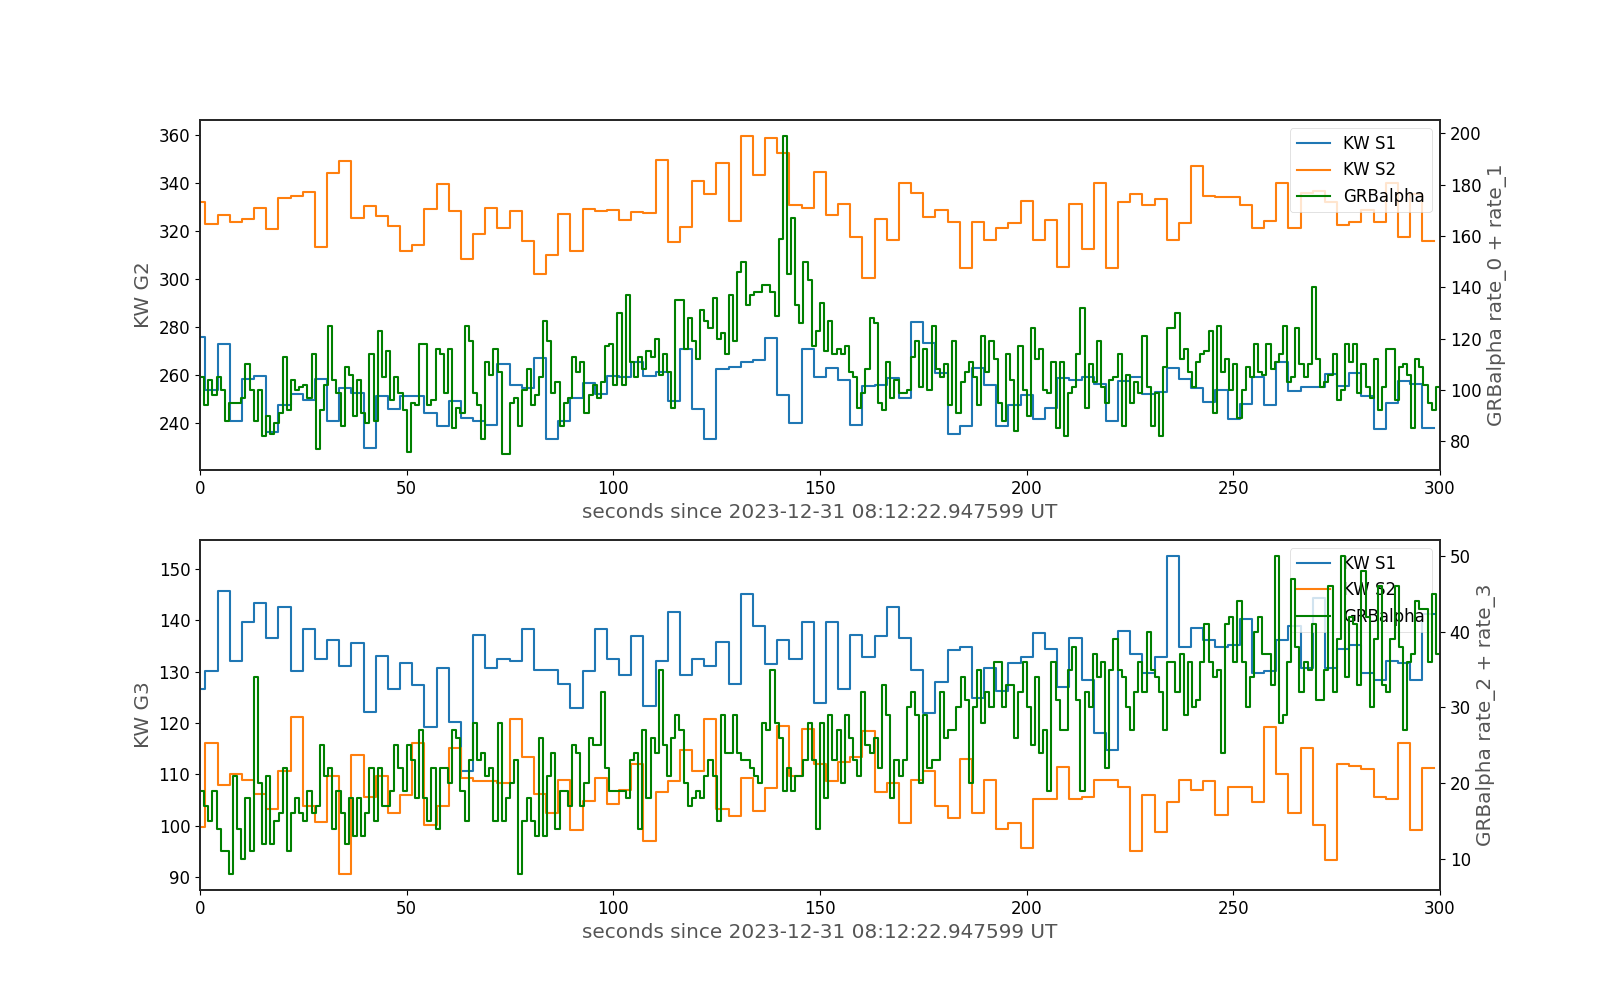 360
340
320
300
280
260
240
KW G2
200
180
160
140
120
100
80
GRBalpha rate_0 + rate_1
KW S1
KW S2
GRBalpha
0 50 100 150 200 250 300
seconds since 2023-12-31 08:12:22.947599 UT
150
140
130
120
110
100
90
KW G3
50
40
30
20
10
GRBalpha rate_2 + rate_3
KW S1
KW S2
GRBalpha
0 50 100 150 200 250 300
seconds since 2023-12-31 08:12:22.947599 UT